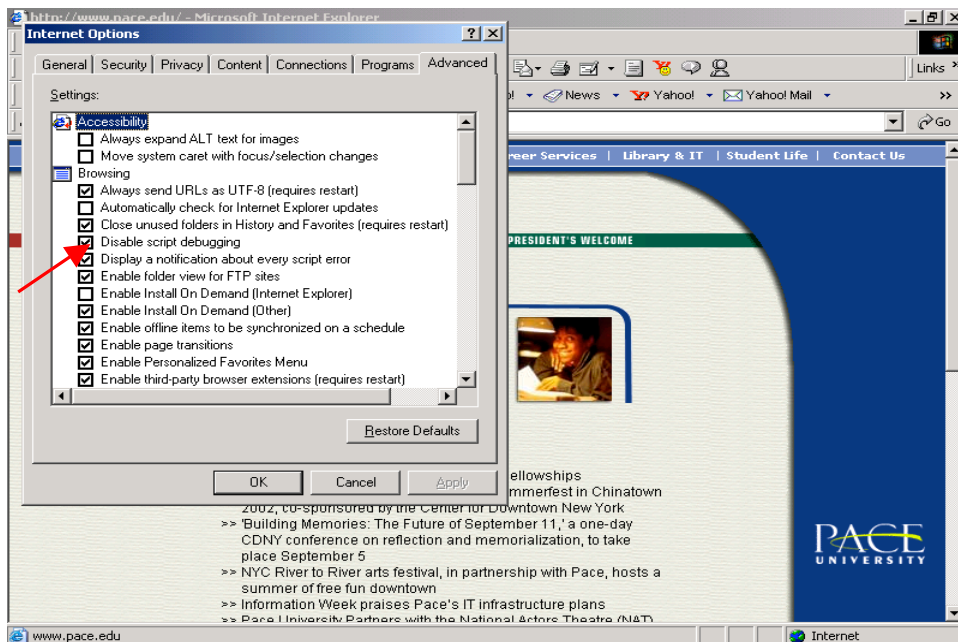 http://www.pace.edu/ - Microsoft Internet Explorer
Internet Options
General Security Privacy Content Connections Programs Advanced
Links
Settings:
News Yahoo! Yahoo! Mail
Go
Accessibility
Always expand ALT text for images
Move system caret with focus/selection changes
reer Services | Library & IT | Student Life | Contact Us
Browsing
Always send URLs as UTF-8 (requires restart)
Automatically check for Internet Explorer updates
Close unused folders in History and Favorites (requires restart)
Disable script debugging
PRESIDENT'S WELCOME
Display a notification about every script error
Enable folder view for FTP sites
Enable Install On Demand (Internet Explorer)
Enable Install On Demand (Other)
Enable offline items to be synchronized on a schedule
Enable page transitions
Enable Personalized Favorites Menu
Enable third-party browser extensions (requires restart)
Restore Defaults
OK Cancel Apply
ellowships
mmerfest in Chinatown
2002, co-sponsored by the Center for Downtown New York
>> 'Building Memories: The Future of September 11,' a one-day
CDNY conference on reflection and memorialization, to take
place September 5
>> NYC River to River arts festival, in partnership with Pace, hosts a
summer of free fun downtown
>> Information Week praises Pace's IT infrastructure plans
>> Pace University Partners with the National Actors Theatre (NAT)
PACE
UNIVERSITY
www.pace.edu
Internet